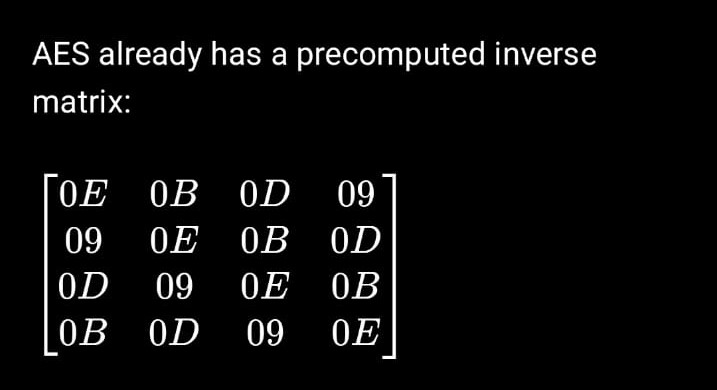 AES already has a precomputed inverse
matrix:
0E 0B 0D 09
09 0E 0B 0D
0D 09 0E 0B
0B 0D 09 0E